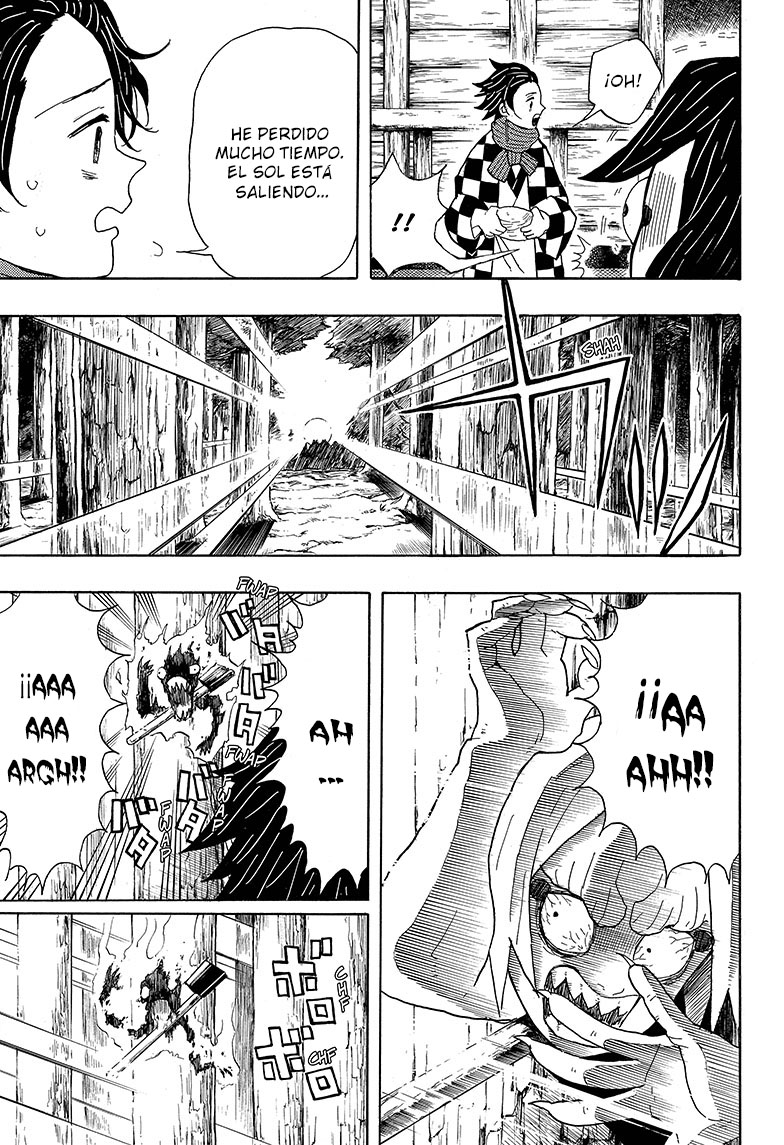 ¡OH!
!!
HE PERDIDO
MUCHO TIEMPO.
EL SOL ESTÁ
SALIENDO...
SHAH
¡¡AA
AHH!!
AH
...
FWAP
バタ
バタ
FWAP
FWAP
バタ
バタ
FWAP
¡¡AAA
AAA
ARGH!!
ボロ
CHF
ボロ
CHF